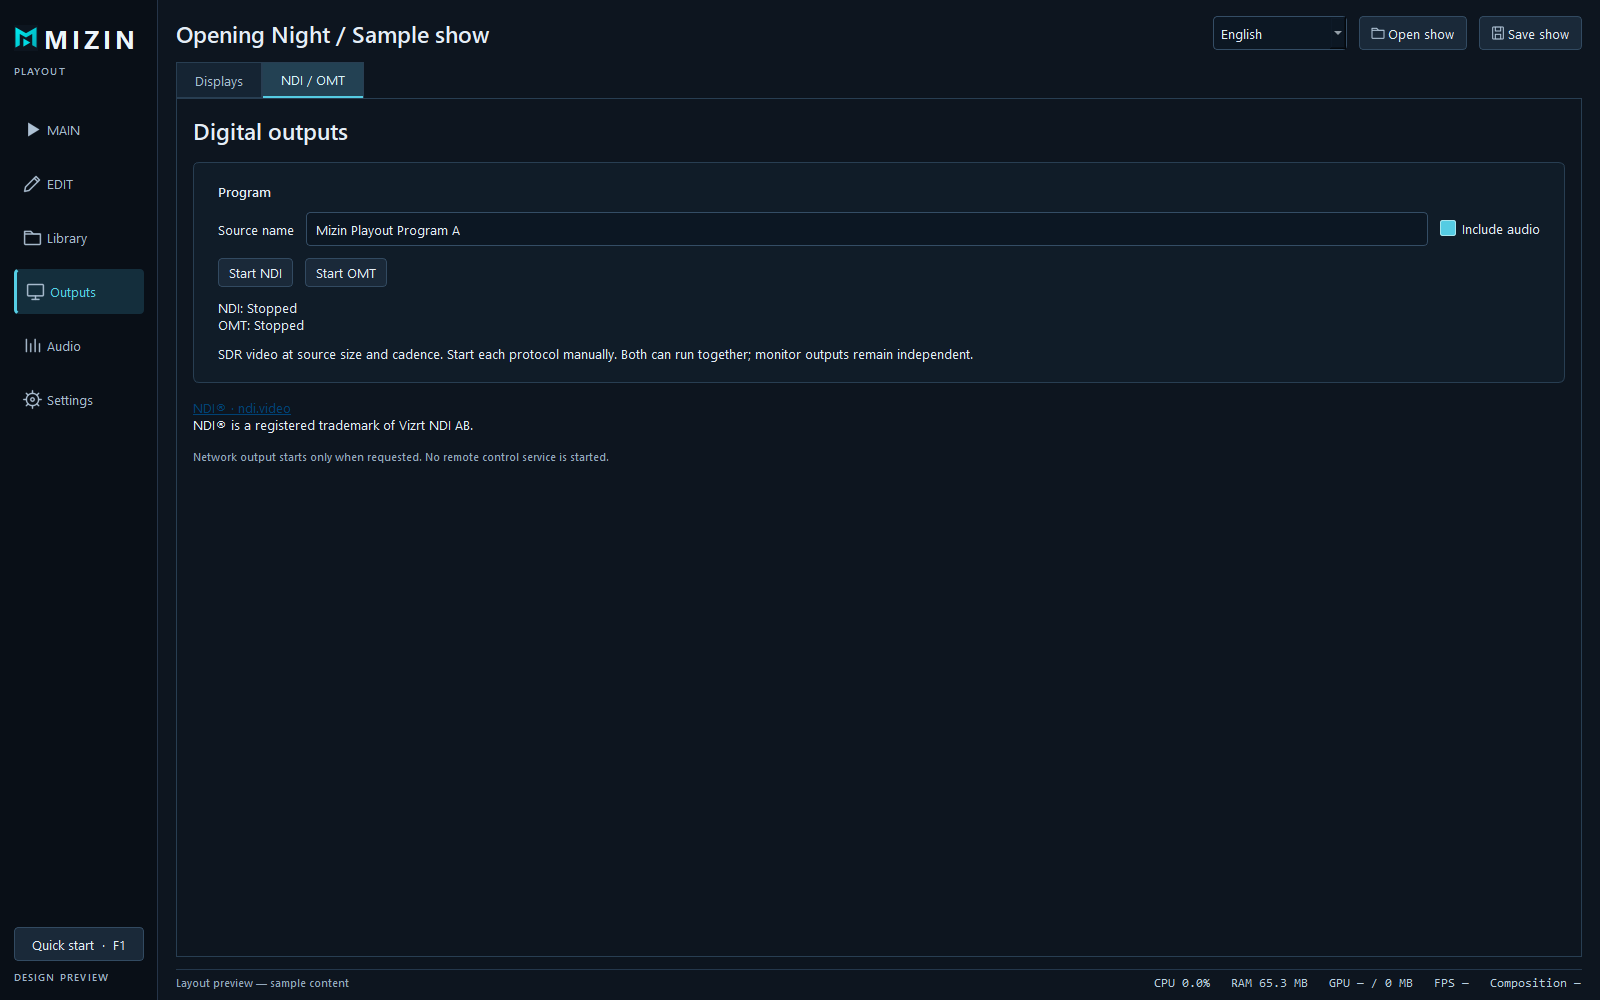 MIZIN
PLAYOUT
MAIN
EDIT
Library
Outputs
Audio
Settings
Quick start · F1
DESIGN PREVIEW
Opening Night / Sample show
English
Open show
Save show
Displays
NDI / OMT
Digital outputs
Program
Source name
Mizin Playout Program A
Include audio
Start NDI
Start OMT
NDI: Stopped
OMT: Stopped
SDR video at source size and cadence. Start each protocol manually. Both can run together; monitor outputs remain independent.
NDI® · ndi.video
NDI® is a registered trademark of Vizrt NDI AB.
Network output starts only when requested. No remote control service is started.
Layout preview — sample content
CPU 0.0% RAM 65.3 MB GPU — / 0 MB FPS — Composition —